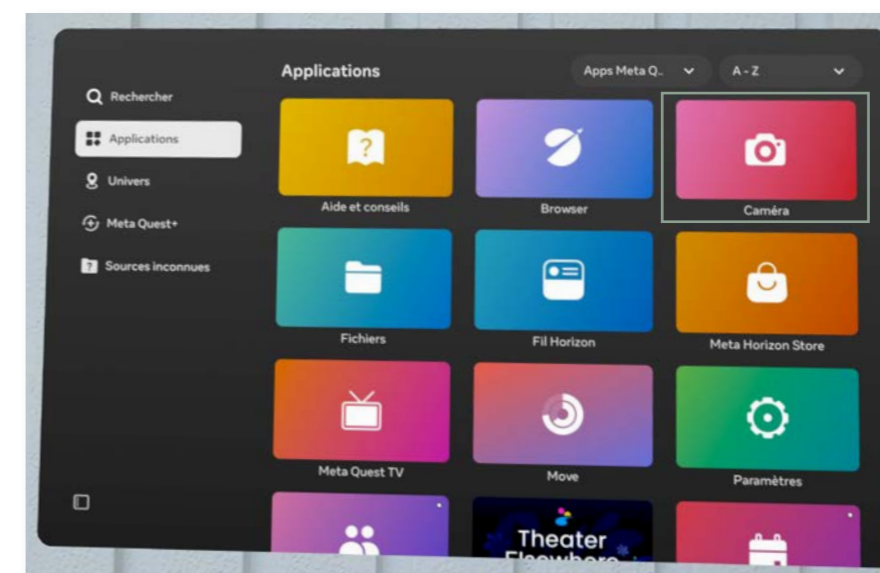 Applications
Apps Meta Q..
A - Z
Rechercher
Applications
Univers
Meta Quest+
Sources inconnues
?
Aide et conseils
Browser
Caméra
Fichiers
Fil Horizon
Meta Horizon Store
Meta Quest TV
Move
Paramètres
Theater
Elsewhere